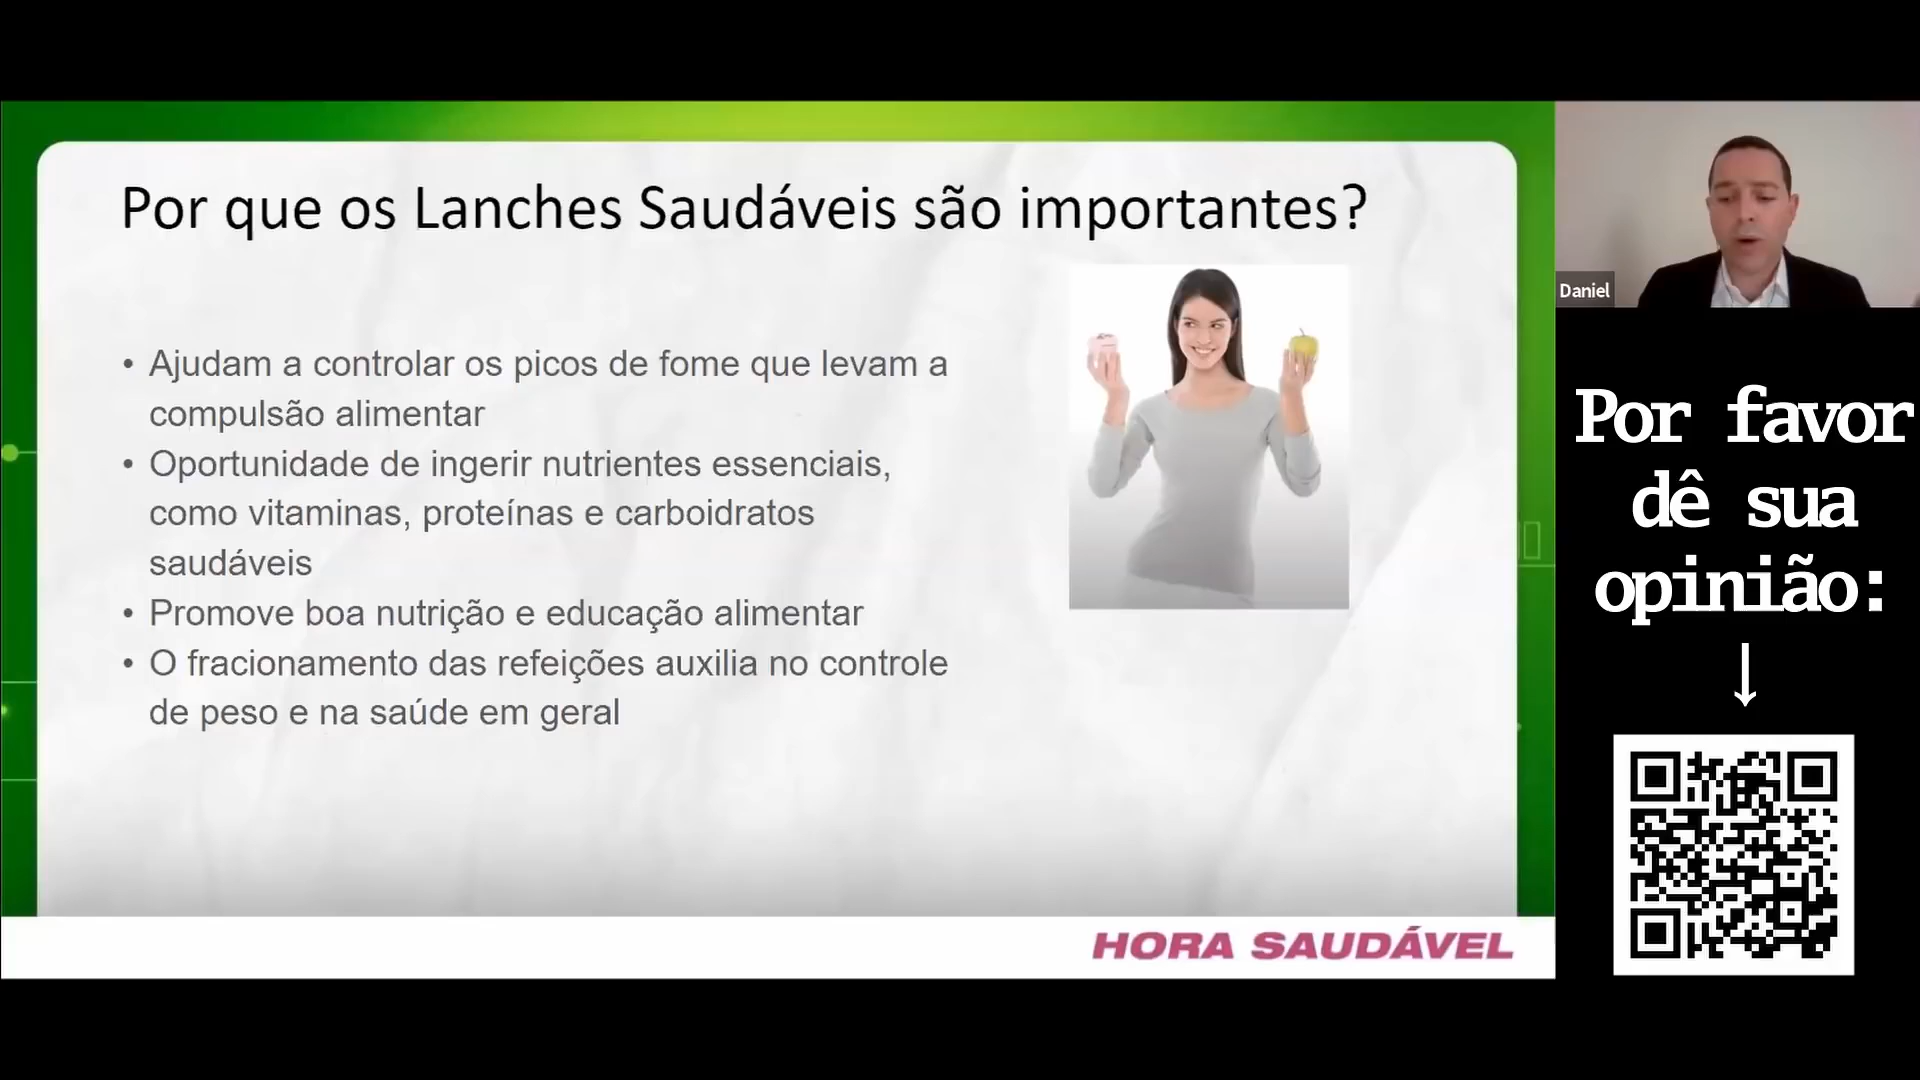 Por que os Lanches Saudáveis são importantes?
• Ajudam a controlar os picos de fome que levam a
compulsão alimentar
• Oportunidade de ingerir nutrientes essenciais,
como vitaminas, proteínas e carboidratos
saudáveis
• Promove boa nutrição e educação alimentar
• O fracionamento das refeições auxilia no controle
de peso e na saúde em geral
HORA SAUDÁVEL
Daniel
Por favor
dê sua
opinião:
↓